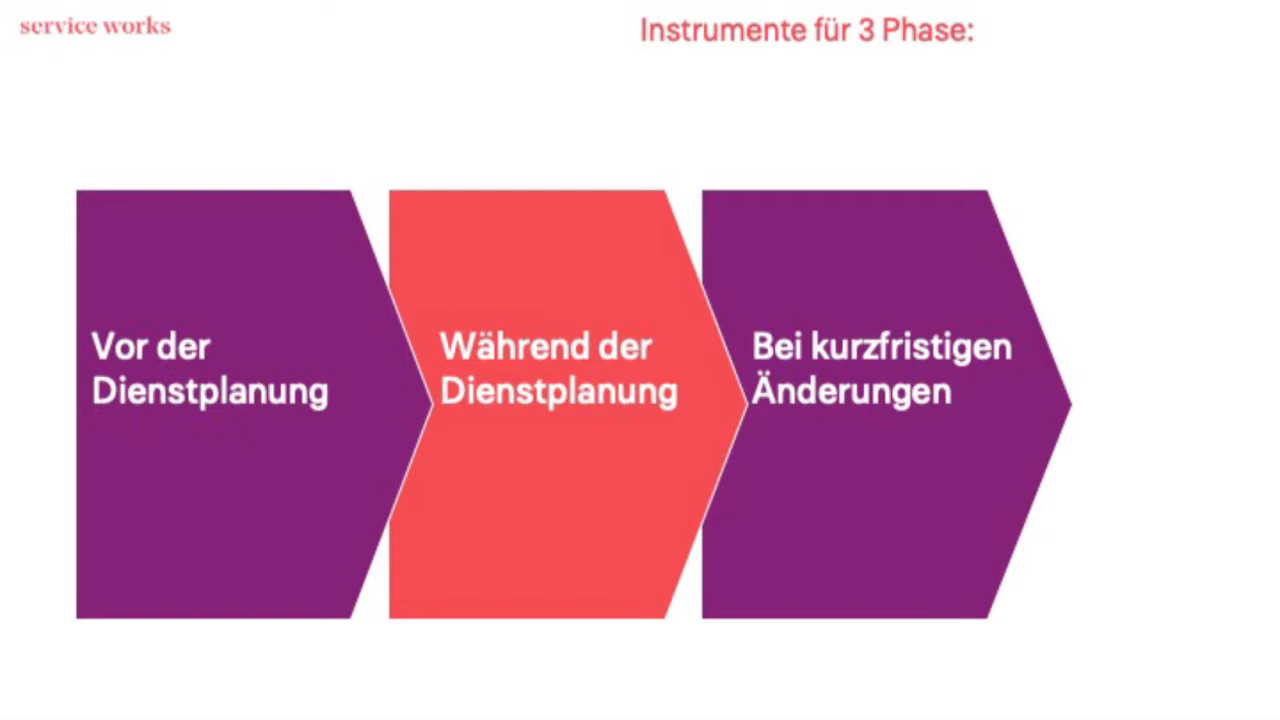 service works
Instrumente für 3 Phase:
Vor der
Dienstplanung
Während der
Dienstplanung
Bei kurzfristigen
Änderungen